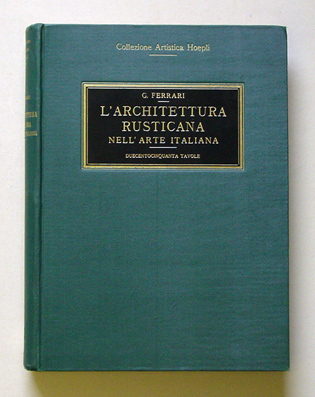 Collezione Artistica Hoepli
G. FERRARI
L'ARCHITETTURA
RUSTICANA
NELL'ARTE ITALIANA
DUECENTOCINQUANTA TAVOLE